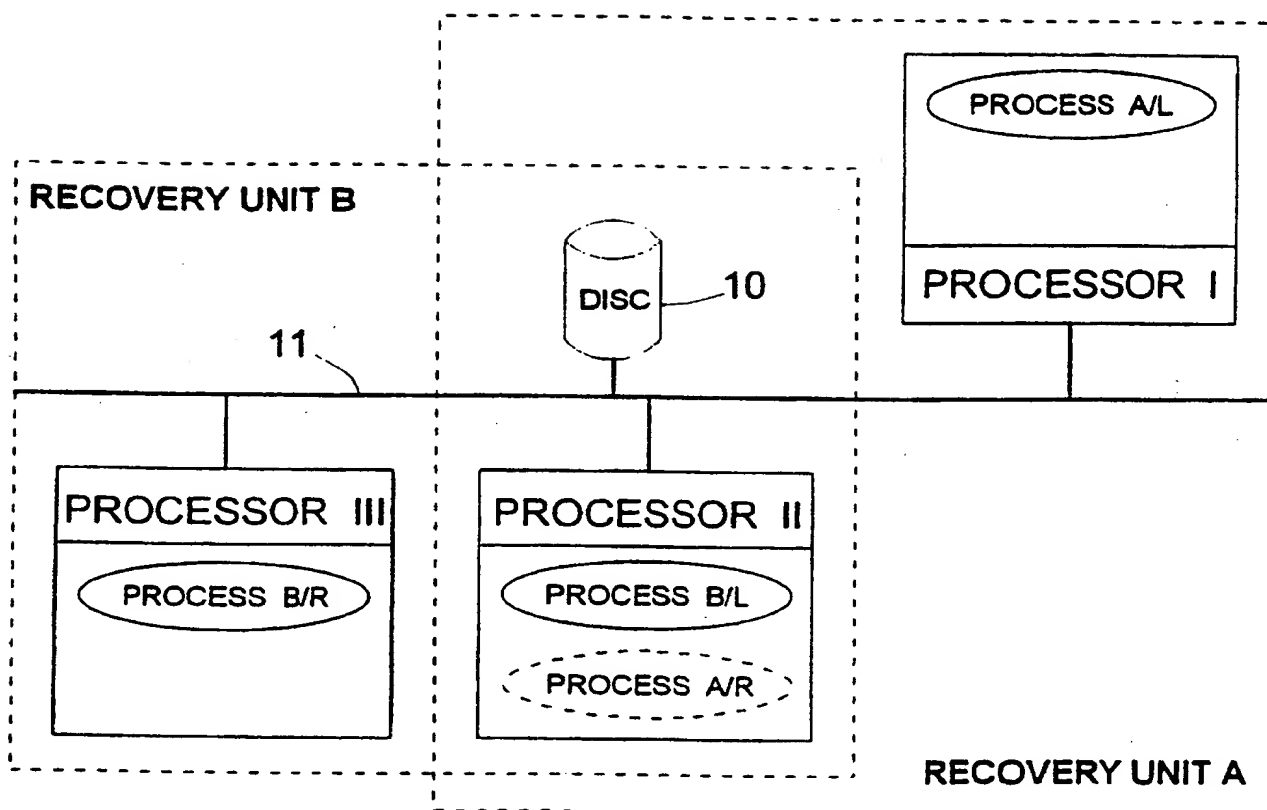 PROCESS A/L
PROCESSOR I
RECOVERY UNIT B
DISC
10
11
PROCESSOR III
PROCESS B/R
PROCESSOR II
PROCESS B/L
PROCESS A/R
RECOVERY UNIT A